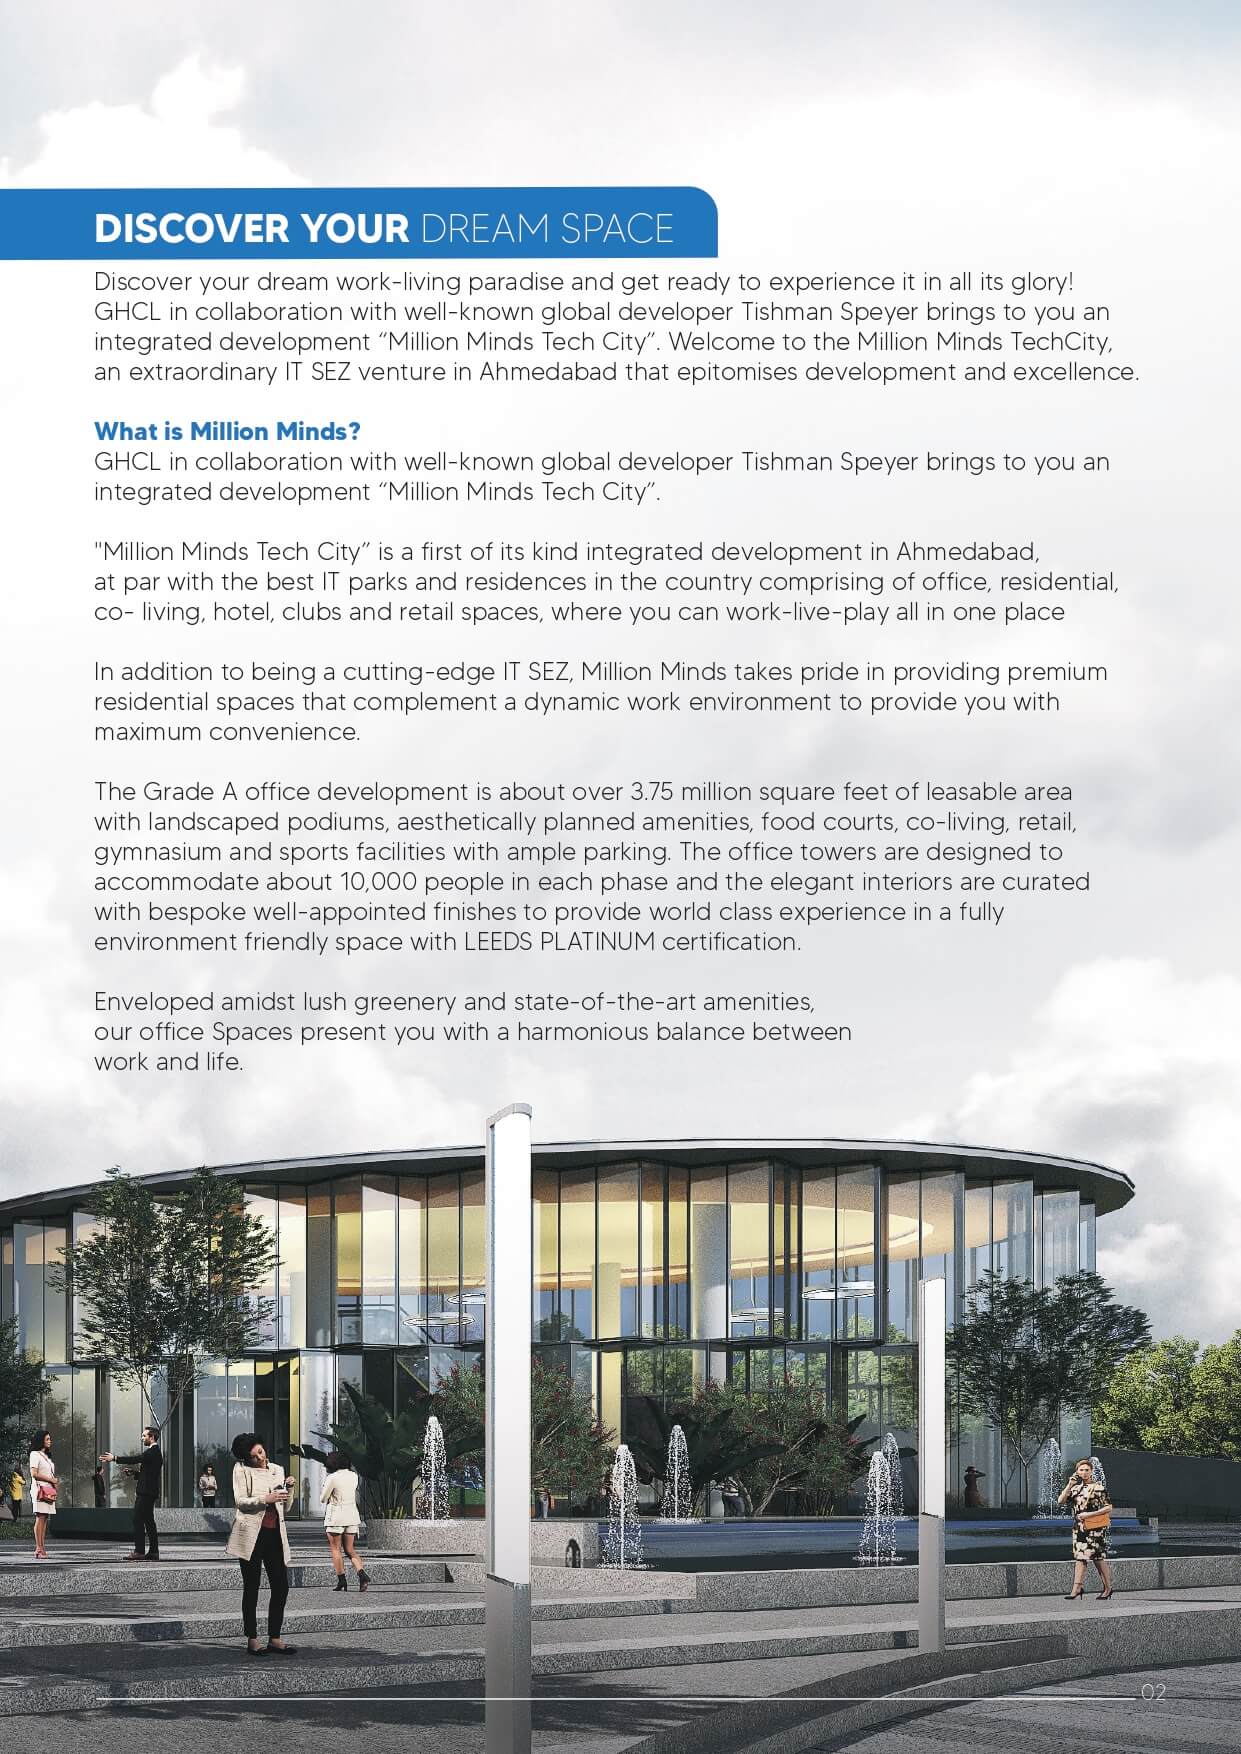 DISCOVER YOUR DREAM SPACE
Discover your dream work-living paradise and get ready to experience it in all its glory!
GHCL in collaboration with well-known global developer Tishman Speyer brings to you an
integrated development “Million Minds Tech City”. Welcome to the Million Minds TechCity,
an extraordinary IT SEZ venture in Ahmedabad that epitomises development and excellence.
What is Million Minds?
GHCL in collaboration with well-known global developer Tishman Speyer brings to you an
integrated development “Million Minds Tech City”.
"Million Minds Tech City” is a first of its kind integrated development in Ahmedabad,
at par with the best IT parks and residences in the country comprising of office, residential,
co- living, hotel, clubs and retail spaces, where you can work-live-play all in one place
In addition to being a cutting-edge IT SEZ, Million Minds takes pride in providing premium
residential spaces that complement a dynamic work environment to provide you with
maximum convenience.
The Grade A office development is about over 3.75 million square feet of leasable area
with landscaped podiums, aesthetically planned amenities, food courts, co-living, retail,
gymnasium and sports facilities with ample parking. The office towers are designed to
accommodate about 10,000 people in each phase and the elegant interiors are curated
with bespoke well-appointed finishes to provide world class experience in a fully
environment friendly space with LEEDS PLATINUM certification.
Enveloped amidst lush greenery and state-of-the-art amenities,
our office Spaces present you with a harmonious balance between
work and life.
02